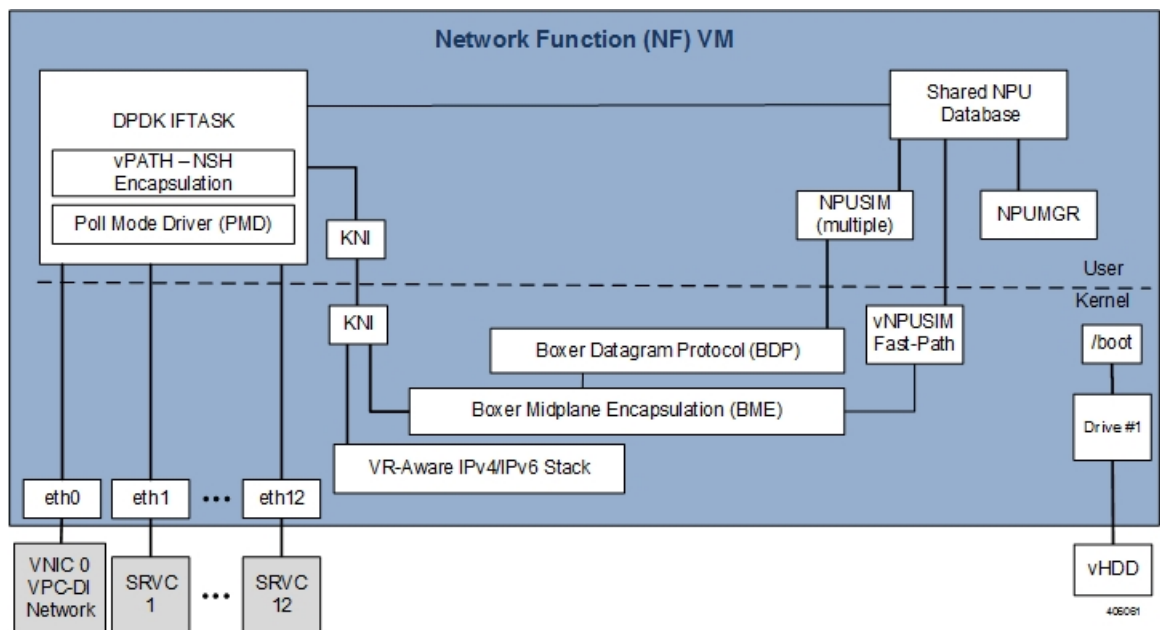 Network Function (NF) VM
DPDK IFTASK
vPATH – NSH
Encapsulation
Poll Mode Driver (PMD)
KNI
Shared NPU
Database
NPUSIM
(multiple)
NPUMGR
User
Kernel
KNI
Boxer Datagram Protocol (BDP)
vNPUSIM
Fast-Path
/boot
Boxer Midplane Encapsulation (BME)
Drive #1
VR-Aware IPv4/IPv6 Stack
eth0
eth1
•••
eth12
VNIC 0
VPC-DI
Network
SRVC
1
•••
SRVC
12
vHDD
406061